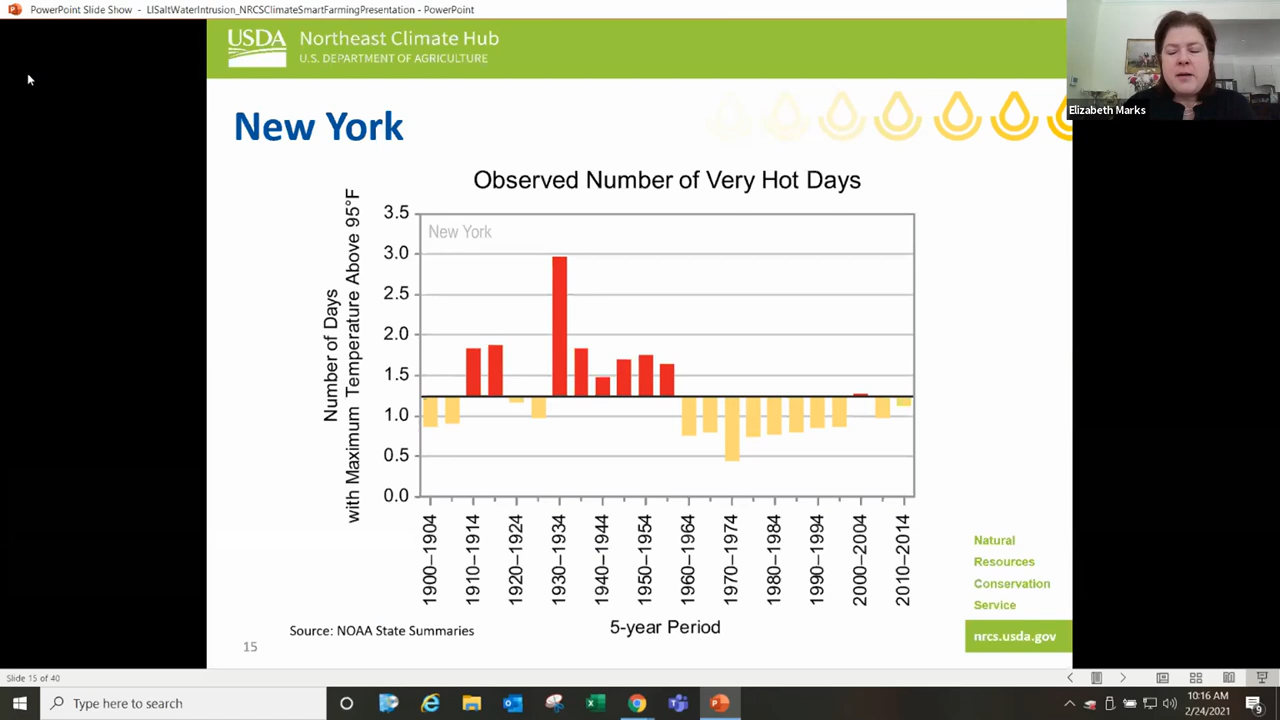 PowerPoint Slide Show - LISaltWaterIntrusion_NRCSClimateSmartFarmingPresentation - PowerPoint
USDA
Northeast Climate Hub
U.S. DEPARTMENT OF AGRICULTURE
Elizabeth Marks
New York
Observed Number of Very Hot Days
Number of Days
with Maximum Temperature Above 95°F
3.5
3.0
2.5
2.0
1.5
1.0
0.5
0.0
New York
1900–1904
1910–1914
1920–1924
1930–1934
1940–1944
1950–1954
1960–1964
1970–1974
1980–1984
1990–1994
2000–2004
2010–2014
5-year Period
Source: NOAA State Summaries
15
Natural
Resources
Conservation
Service
nrcs.usda.gov
Slide 15 of 40
Type here to search
10:16 AM
2/24/2021
9